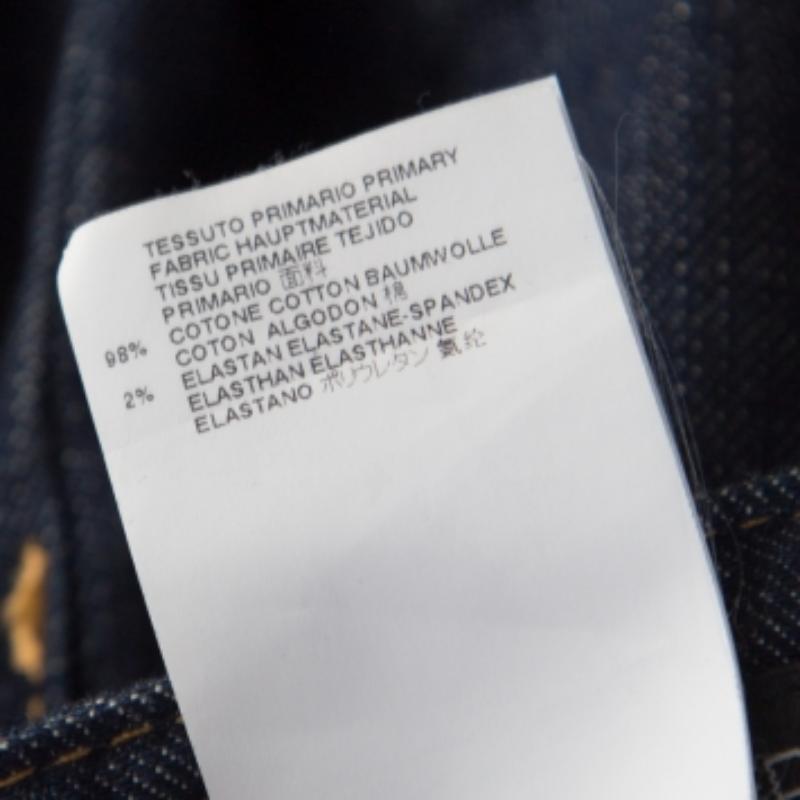 TESSUTO PRIMARIO PRIMARY
FABRIC HAUPTMATERIAL
TISSU PRIMAIRE TEJIDO
PRIMARIO 面料
98% COTONE COTTON BAUMWOLLE
COTON ALGODON 棉
2% ELASTAN ELASTANE-SPANDEX
ELASTHAN ELASTHANNE
ELASTANO ポリウレタン 氨纶